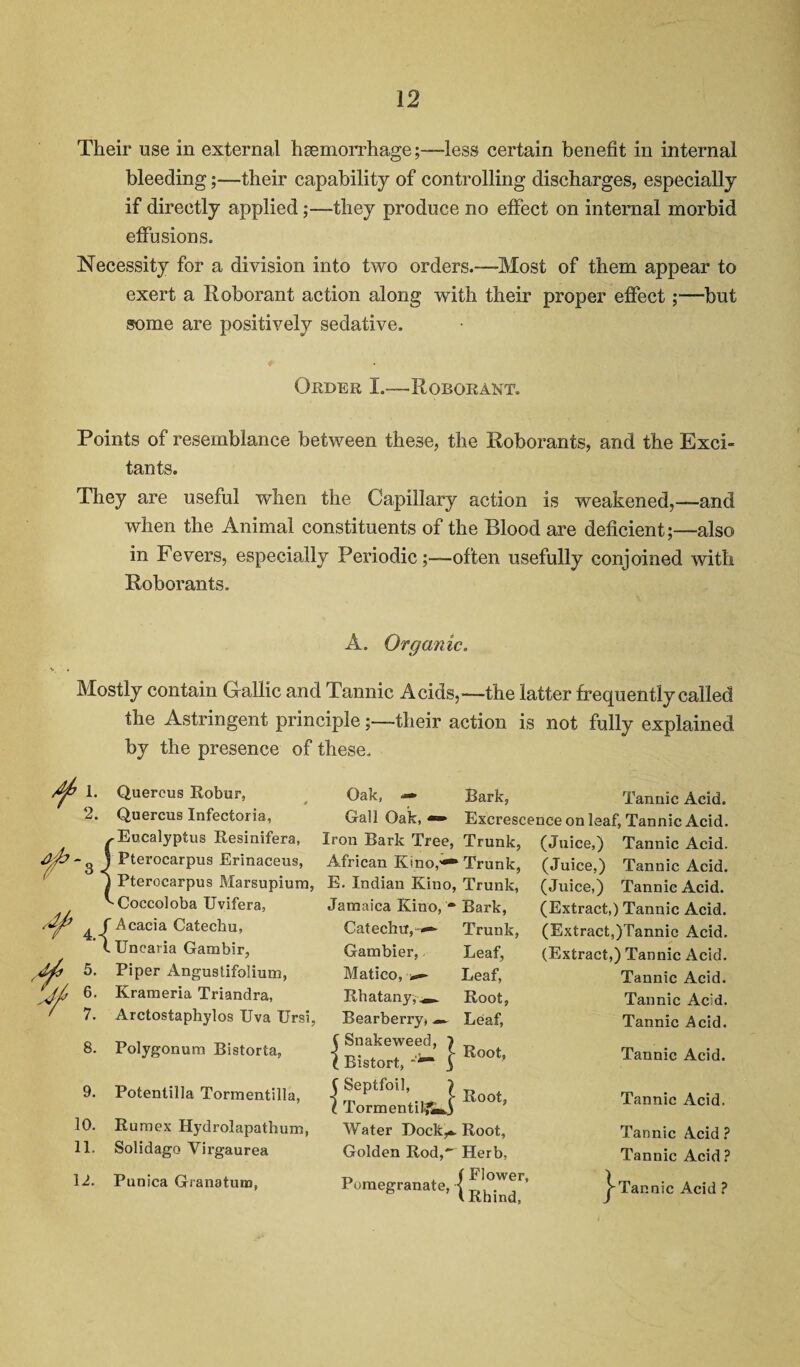 12
Their use in external hæmorrhage;—less certain benefit in internal
bleeding;—their capability of controlling discharges, especially
if directly applied;—they produce no effect on internal morbid
effusions.
Necessity for a division into two orders.—Most of them appear to
exert a Roborant action along with their proper effect;—but
some are positively sedative.
Order I.—Roborant.
Points of resemblance between these, the Roborants, and the Exci-
tants.
They are useful when the Capillary action is weakened,—and
when the Animal constituents of the Blood are deficient;—also
in Fevers, especially Periodic;—often usefully conjoined with
Roborants.
A. Organic.
Mostly contain Gallic and Tannic Acids,—the latter frequently called
the Astringent principle;—their action is not fully explained
by the presence of these.
1. Quercus Robur, Oak, Bark, Tannic Acid.
2. Quercus Infectoria, Gall Oak, Excrescence on leaf, Tannic Acid.
Eucalyptus Resinifera, Iron Bark Tree, Trunk, (Juice,) Tannic Acid.
3 Pterocarpus Erinaceus, African Kino, Trunk, (Juice,) Tannic Acid.
Pterocarpus Marsupium, E. Indian Kino, Trunk, (Juice,) Tannic Acid.
Coccoloba Uvifera, Jamaica Kino, Bark, (Extract,) Tannic Acid.
4. Acacia Catechu, Catechu, Trunk, (Extract,) Tannic Acid.
Uncaria Gambir, Gambier, Leaf, (Extract,) Tannic Acid.
5. Piper Angustifolium, Matico, Leaf, Tannic Acid.
6. Krameria Triandra, Rhatany, Root, Tannic Acid.
7. Arctostaphylos Uva Ursi, Bearberry, Leaf, Tannic Acid.
8. Polygonum Bistorta, { Snakeweed, Bistort, } Root, Tannic Acid.
9. Potentilla Tormentilla, { Septfoil, Tormentil, } Root, Tannic Acid.
10. Rumex Hydrolapathum, Water Dock, Root, Tannic Acid?
11. Solidago Virgaurea Golden Rod, Herb, Tannic Acid?
12. Punica Granatum, Pomegranate, { Flower, Rhind, } Tannic Acid?